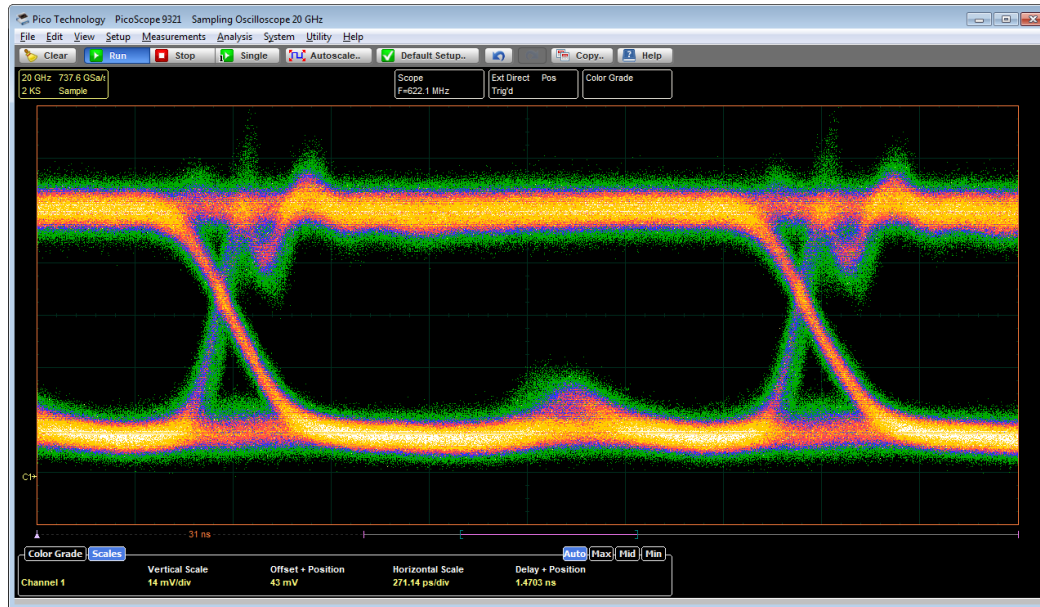 Pico Technology PicoScope 9321 Sampling Oscilloscope 20 GHz
File Edit View Setup Measurements Analysis System Utility Help
Clear Run Stop Single Autoscale.. Default Setup.. Copy.. Help
20 GHz 737.6 GSa/s Scope Ext Direct Pos Color Grade
2 KS Sample F=622.1 MHz Trig'd
C1
31 ns
Color Grade Scales Auto Max Mid Min
Vertical Scale Offset + Position Horizontal Scale Delay + Position
Channel 1 14 mV/div 43 mV 271.14 ps/div 1.4703 ns